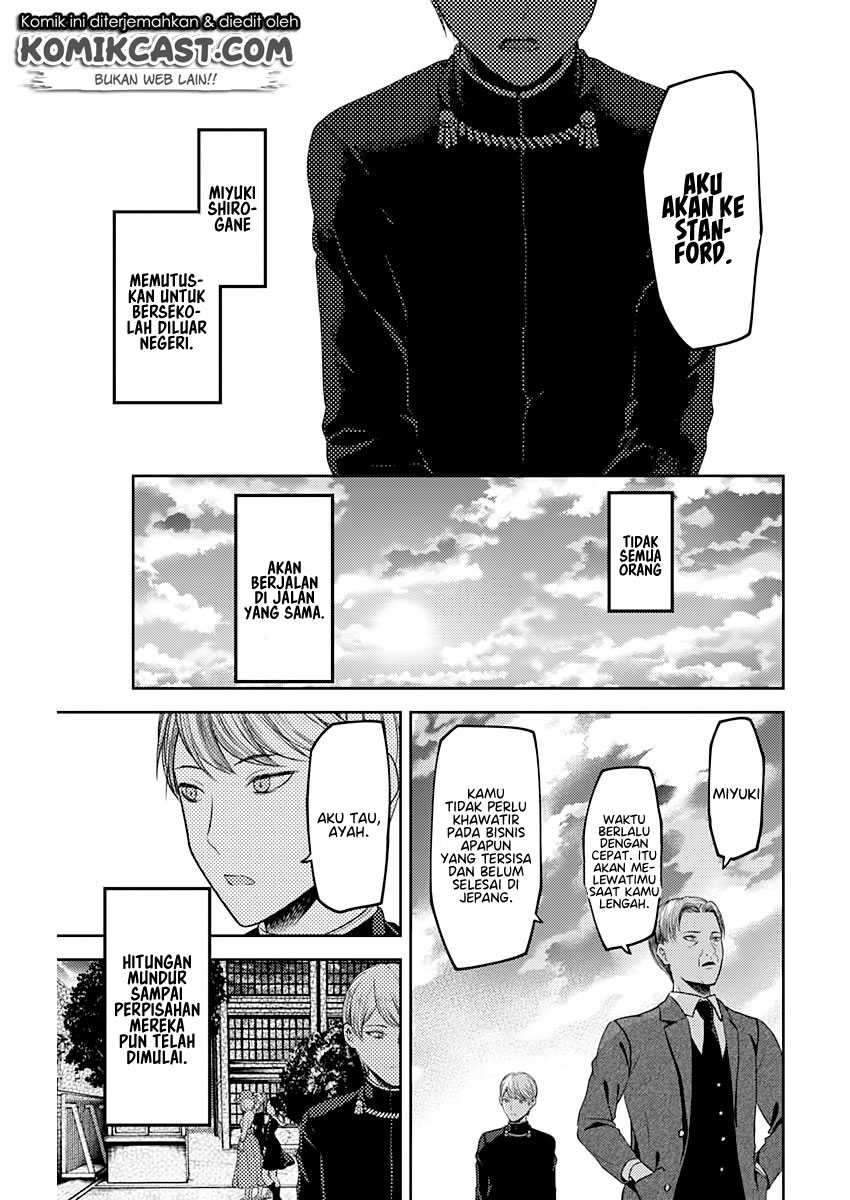 Komik ini diterjemahkan & diedit oleh
KOMIKCAST.COM
BUKAN WEB LAIN!!
AKU
AKAN KE
STAN-
FORD.
MIYUKI
SHIRO-
GANE
MEMUTUS-
KAN UNTUK
BERSEKO-
LAH DILUAR
NEGERI.
TIDAK
SEMUA
ORANG
AKAN
BERJALAN
DI JALAN
YANG SAMA.
MIYUKI
WAKTU
BERLALU
DENGAN
CEPAT. ITU
AKAN ME-
LEWATIMU
SAAT KAMU
LENGAH.
KAMU
TIDAK PERLU
KHAWATIR
PADA BISNIS
APAPUN
YANG TERSISA
DAN BELUM
SELESAI DI
JEPANG.
AKU TAU,
AYAH.
HITUNGAN
MUNDUR
SAMPAI
PERPISAHAN
MEREKA
PUN TELAH
DIMULAI.